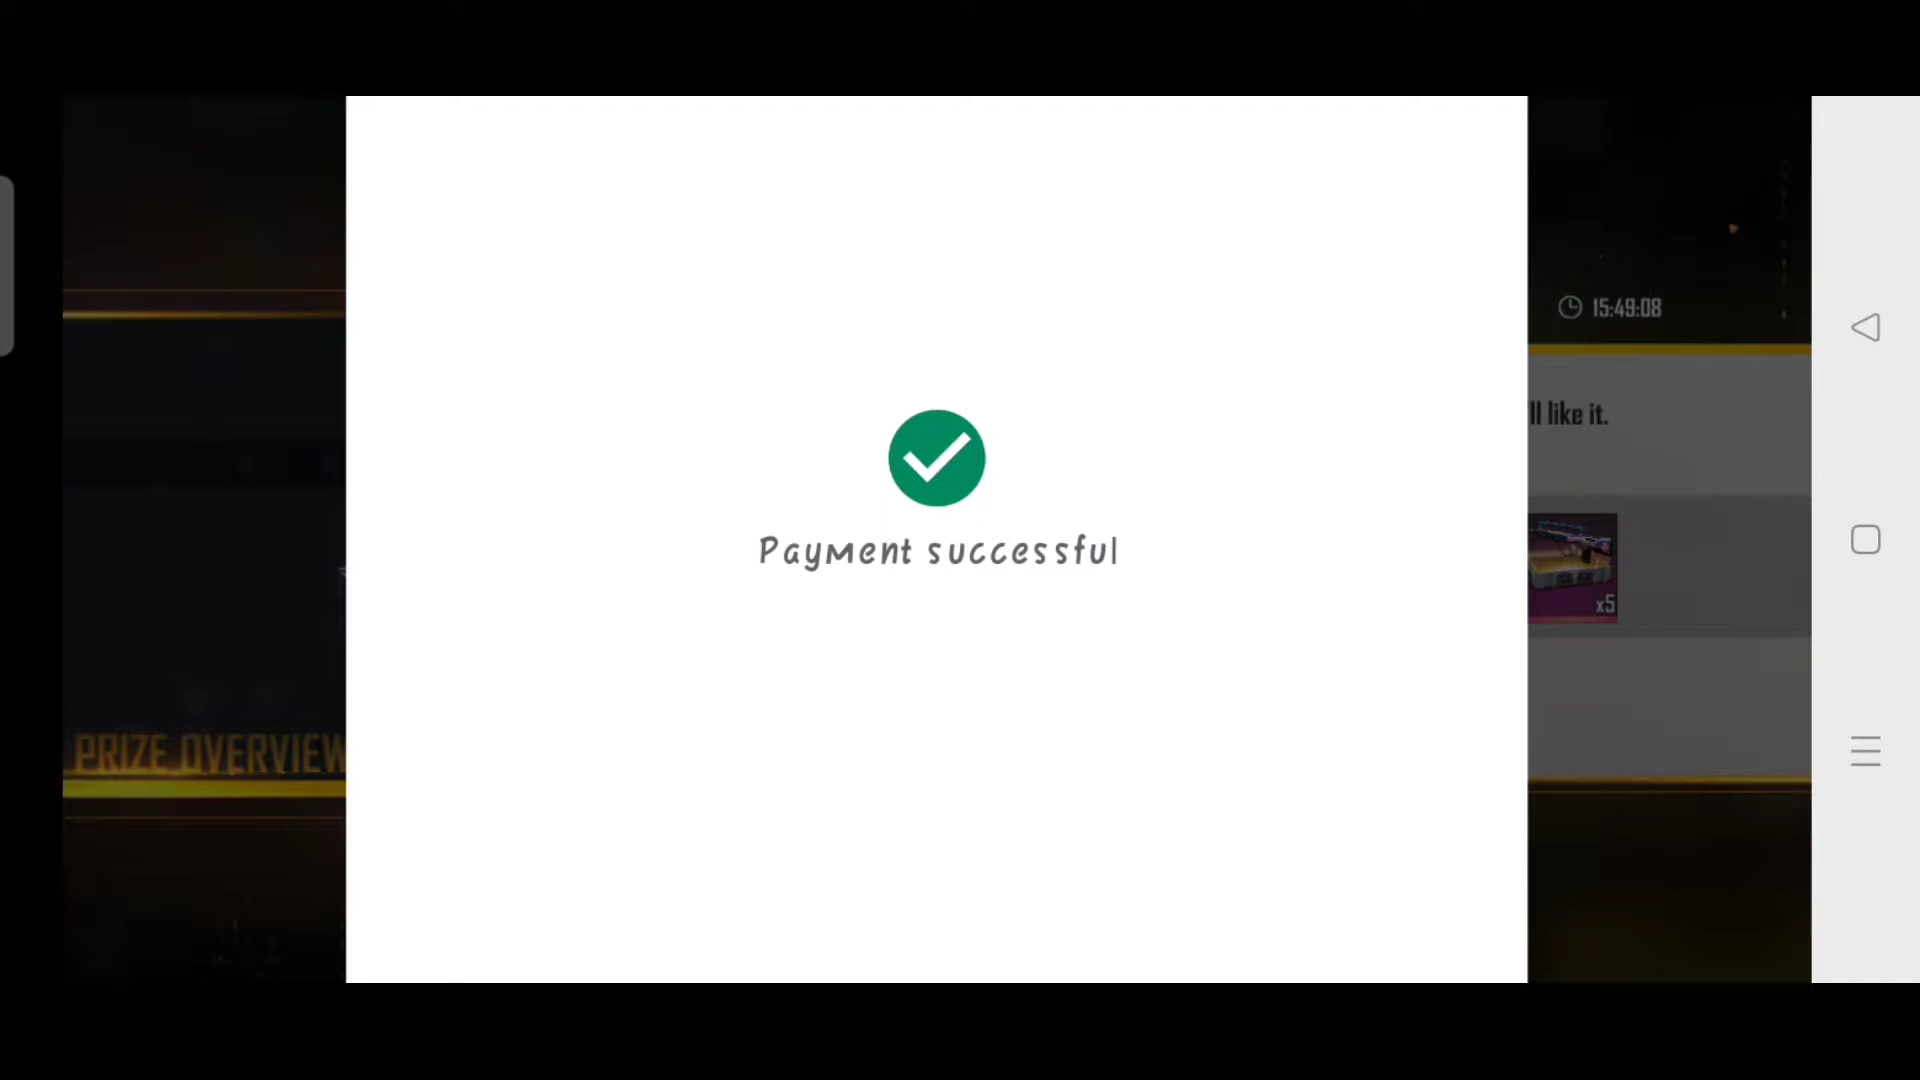 15:49:08
ll like it.
Payment successful
x5
PRIZE OVERVIEW